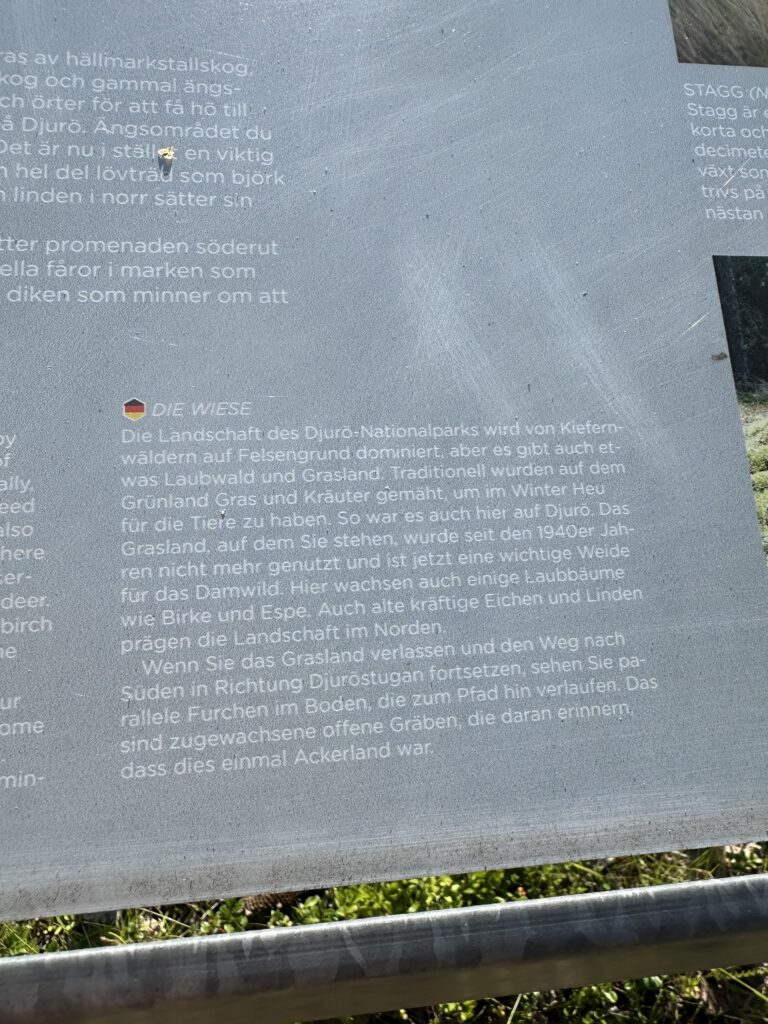 ras av hällmarkstallskog,
kog och gammal ängs-
ch örter för att få hö till
å Djurö. Ängsområdet du
Det är nu i stället en viktig
n hel del lövträd som björk
n linden i norr sätter sin
tter promenaden söderut
ella fåror i marken som
diken som minner om att
STAGG (N
Stagg är e
korta och
decimete
växt som
trivs på
nästan
by
of
ally,
eed
also
here
ser-
deer.
birch
ne
ur
ome
min-
DIE WIESE
Die Landschaft des Djurö-Nationalparks wird von Kiefern-
wäldern auf Felsengrund dominiert, aber es gibt auch et-
was Laubwald und Grasland. Traditionell wurden auf dem
Grünland Gras und Kräuter gemäht, um im Winter Heu
für die Tiere zu haben. So war es auch hier auf Djurö. Das
Grasland, auf dem Sie stehen, wurde seit den 1940er Jah-
ren nicht mehr genutzt und ist jetzt eine wichtige Weide
für das Damwild. Hier wachsen auch einige Laubbäume
wie Birke und Espe. Auch alte kräftige Eichen und Linden
prägen die Landschaft im Norden.
Wenn Sie das Grasland verlassen und den Weg nach
Süden in Richtung Djuröstugan fortsetzen, sehen Sie pa-
rallele Furchen im Boden, die zum Pfad hin verlaufen. Das
sind zugewachsene offene Gräben, die daran erinnern,
dass dies einmal Ackerland war.